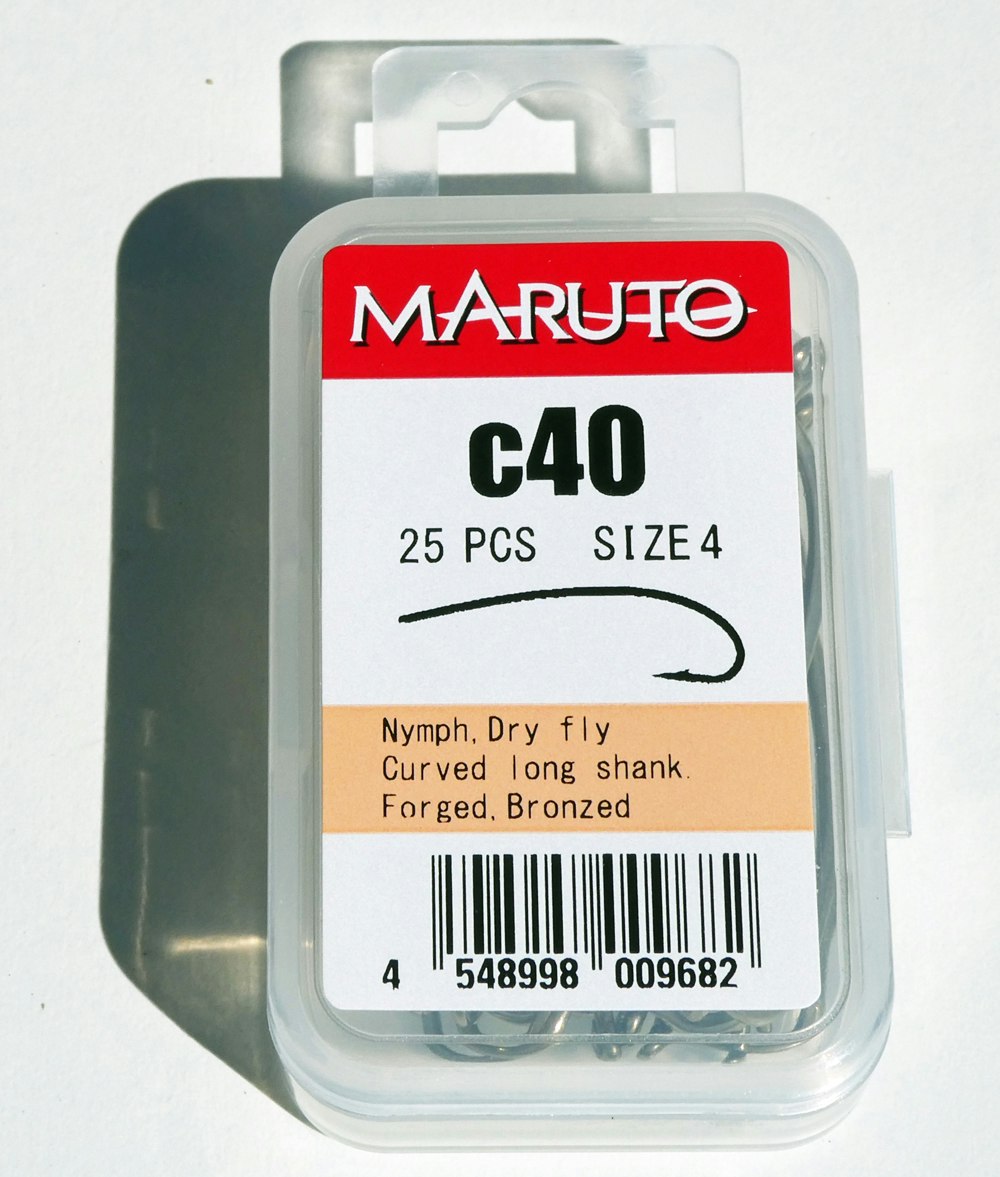 MARUTO
c40
25 PCS SIZE 4
Nymph, Dry fly
Curved long shank.
Forged, Bronzed
4 548998 009682